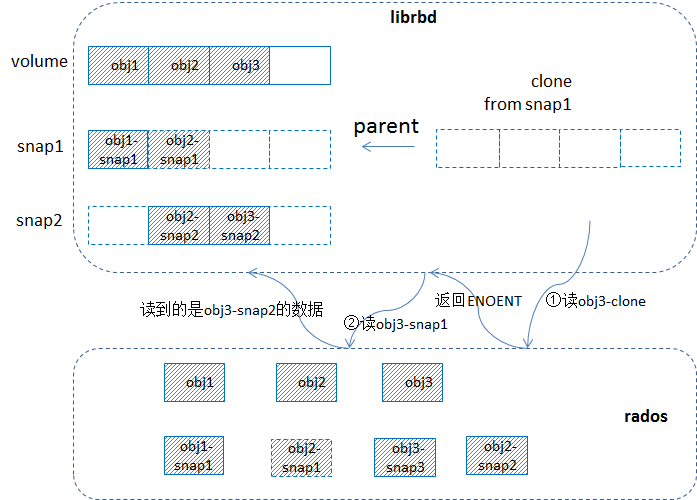 librbd
volume
obj1 obj2 obj3
clone
from snap1
parent
snap1
obj1-
snap1
obj2-
snap1
snap2
obj2-
snap2
obj3-
snap2
读到的是obj3-snap2的数据
②读obj3-snap1
返回ENOENT
①读obj3-clone
obj1 obj2 obj3
rados
obj1-
snap1
obj2-
snap1
obj3-
snap3
obj2-
snap2